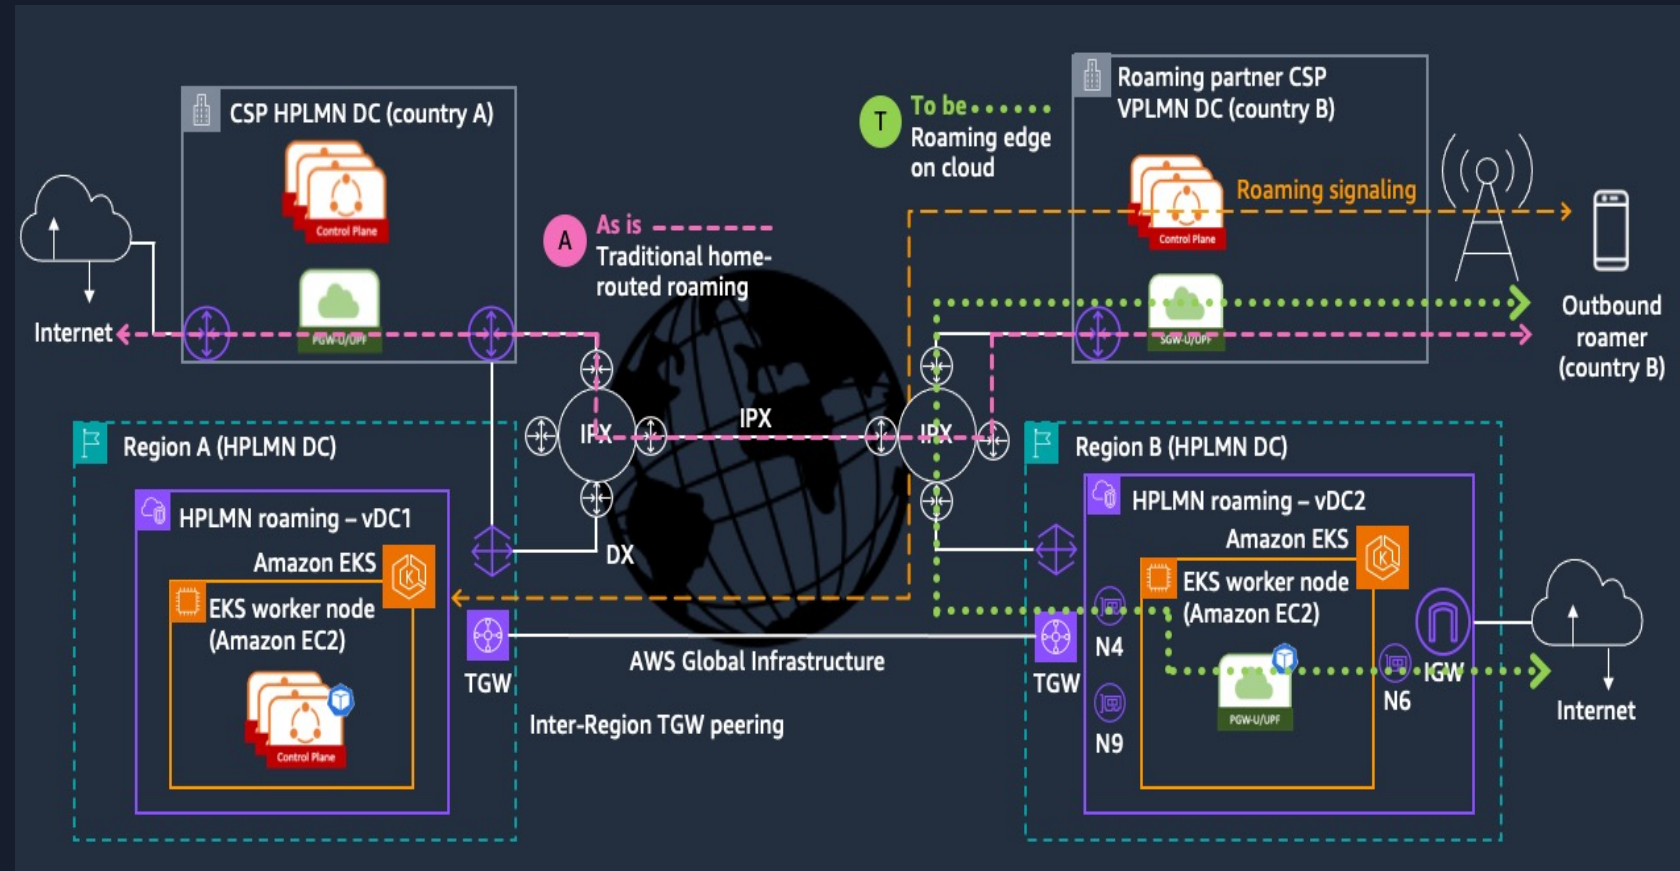 CSP HPLMN DC (country A)
Control Plane
PGW-U/UPF
Internet
A
As is
Traditional home-
routed roaming
T
To be
Roaming edge
on cloud
Roaming partner CSP
VPLMN DC (country B)
Control Plane
SGW-U/UPF
Roaming signaling
Outbound
roamer
(country B)
IPX
IPX
IPX
DX
Region A (HPLMN DC)
HPLMN roaming – vDC1
Amazon EKS
K
EKS worker node
(Amazon EC2)
Control Plane
TGW
AWS Global Infrastructure
Inter-Region TGW peering
TGW
Region B (HPLMN DC)
HPLMN roaming – vDC2
Amazon EKS
K
EKS worker node
(Amazon EC2)
N4
N9
PGW-U/UPF
N6
IGW
Internet